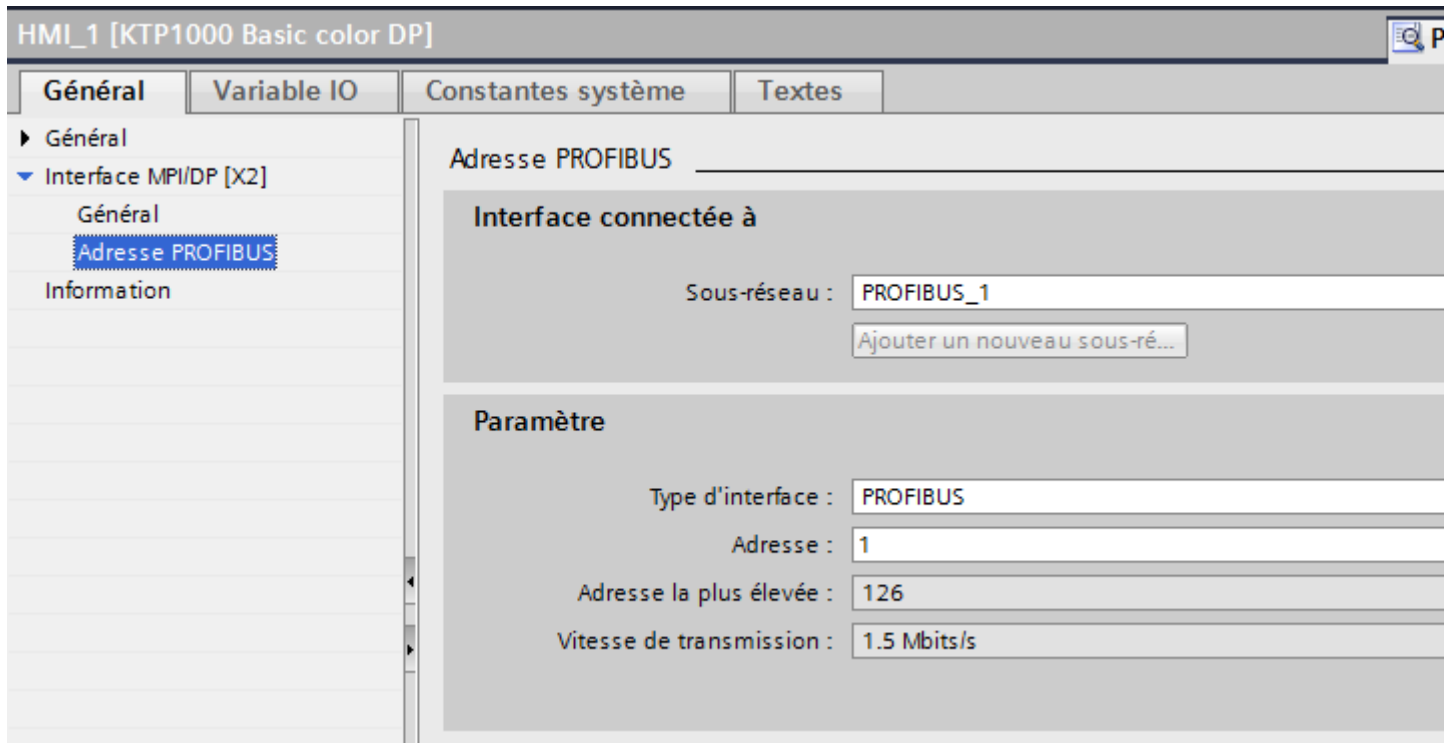 HMI_1 [KTP1000 Basic color DP]
P
Général
Variable IO
Constantes système
Textes
Général
Interface MPI/DP [X2]
Général
Adresse PROFIBUS
Information
Adresse PROFIBUS
Interface connectée à
Sous-réseau : PROFIBUS_1
Ajouter un nouveau sous-ré...
Paramètre
Type d'interface : PROFIBUS
Adresse : 1
Adresse la plus élevée : 126
Vitesse de transmission : 1.5 Mbits/s